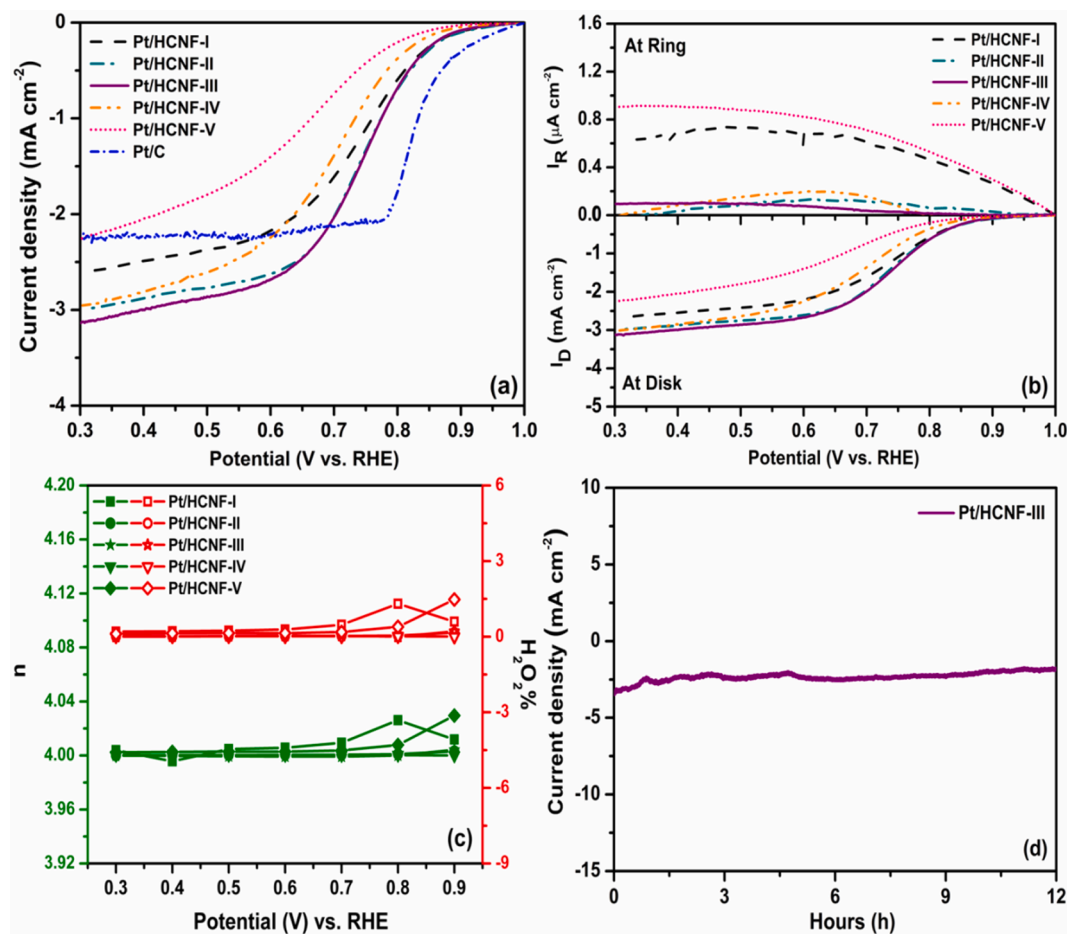 0
-1
-2
-3
-4
Current density (mA cm⁻²)
Pt/HCNF-I
Pt/HCNF-II
Pt/HCNF-III
Pt/HCNF-IV
Pt/HCNF-V
Pt/C
(a)
0.3 0.4 0.5 0.6 0.7 0.8 0.9 1.0
Potential (V vs. RHE)
1.6
1.2
0.8
0.4
0.0
-1
-2
-3
-4
-5
I_R (µA cm⁻²)
I_D (mA cm⁻²)
At Ring
Pt/HCNF-I
Pt/HCNF-II
Pt/HCNF-III
Pt/HCNF-IV
Pt/HCNF-V
At Disk
(b)
0.3 0.4 0.5 0.6 0.7 0.8 0.9 1.0
Potential (V vs. RHE)
4.20
4.16
4.12
4.08
4.04
4.00
3.96
3.92
n
Pt/HCNF-I
Pt/HCNF-II
Pt/HCNF-III
Pt/HCNF-IV
Pt/HCNF-V
6
3
0
-3
-6
-9
H₂O₂%
(c)
0.3 0.4 0.5 0.6 0.7 0.8 0.9
Potential (V) vs. RHE
10
5
0
-5
-10
-15
Current density (mA cm⁻²)
Pt/HCNF-III
(d)
0 3 6 9 12
Hours (h)